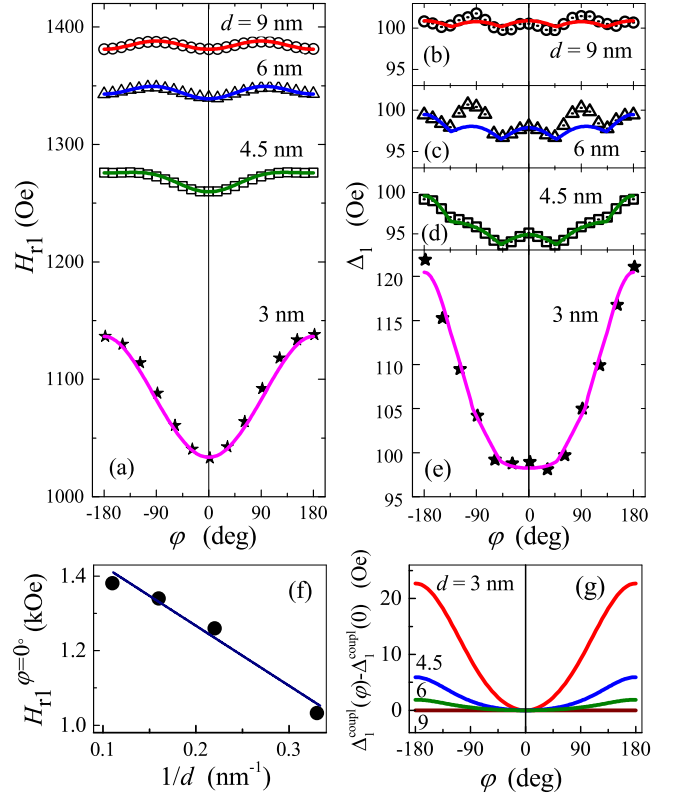 1400
1300
1200
1100
1000
H_r1 (Oe)
d = 9 nm
6 nm
4.5 nm
3 nm
(a)
-180 -90 0 90 180
φ (deg)
100
95
(b)
d = 9 nm
100
95
(c)
6 nm
100
95
(d)
4.5 nm
120
115
110
105
100
95
Δ_1 (Oe)
3 nm
(e)
-180 -90 0 90 180
φ (deg)
1.4
1.2
1.0
H_r1^φ=0° (kOe)
(f)
0.1 0.2 0.3
1/d (nm^-1)
20
10
0
Δ_1^coupl(φ)-Δ_1^coupl(0) (Oe)
d = 3 nm
(g)
4.5
6
9
-180 -90 0 90 180
φ (deg)